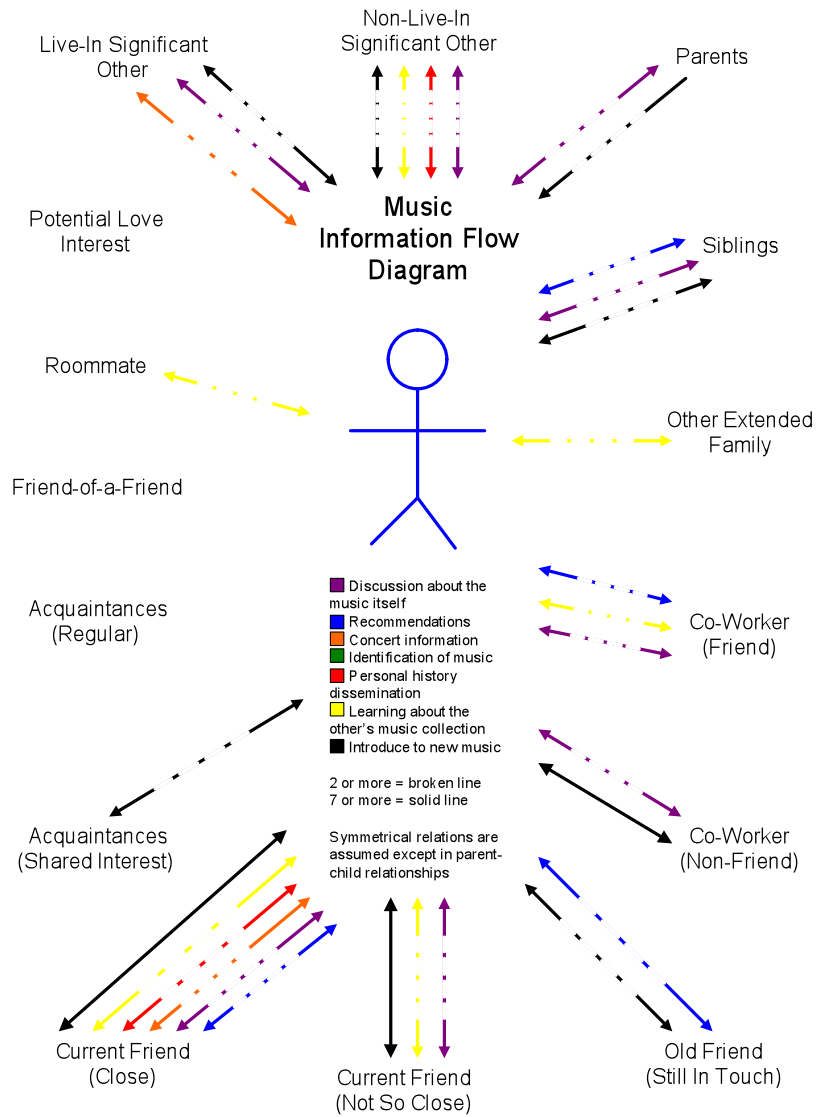 Live-In Significant
Other
Non-Live-In
Significant Other
Parents
Potential Love
Interest
Music
Information Flow
Diagram
Siblings
Roommate
Other Extended
Family
Friend-of-a-Friend
Discussion about the
music itself
Recommendations
Concert information
Identification of music
Personal history
dissemination
Learning about the
other's music collection
Introduce to new music
2 or more = broken line
7 or more = solid line
Symmetrical relations are
assumed except in parent-
child relationships
Acquaintances
(Regular)
Co-Worker
(Friend)
Acquaintances
(Shared Interest)
Co-Worker
(Non-Friend)
Current Friend
(Close)
Current Friend
(Not So Close)
Old Friend
(Still In Touch)